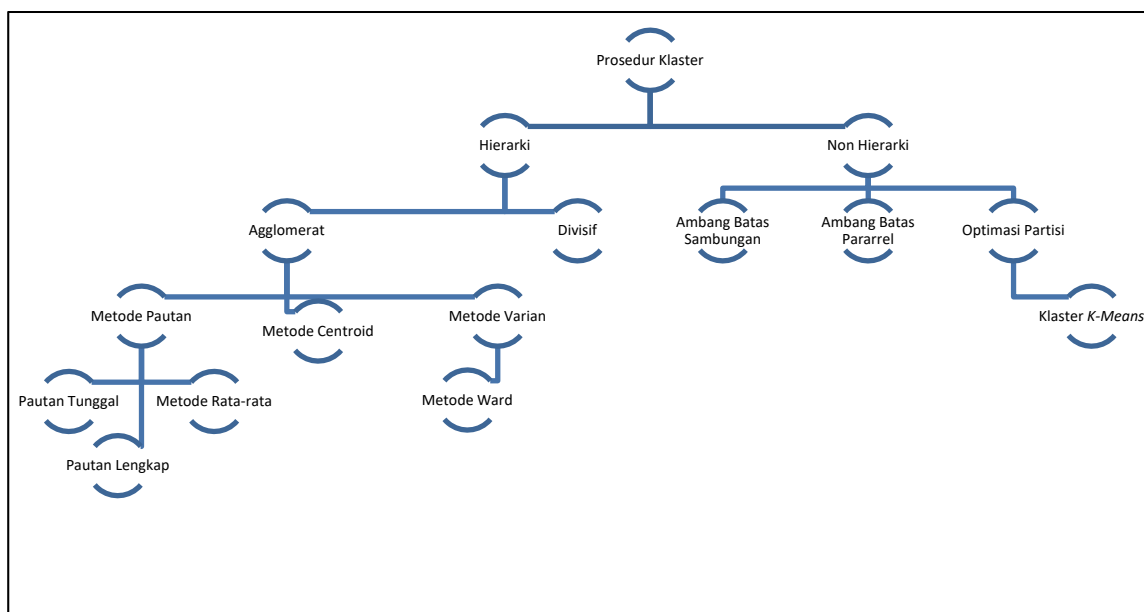 Prosedur Klaster
Hierarki
Non Hierarki
Agglomerat
Divisif
Ambang Batas
Sambungan
Ambang Batas
Pararrel
Optimasi Partisi
Metode Pautan
Metode Centroid
Metode Varian
Klaster K-Means
Pautan Tunggal
Metode Rata-rata
Metode Ward
Pautan Lengkap